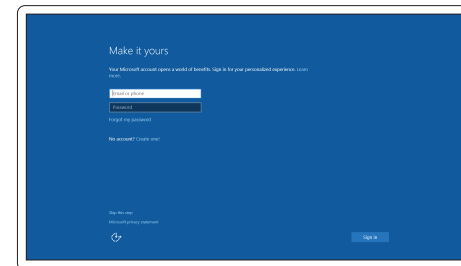 Make it yours
Your Microsoft account opens a world of benefits. Sign in for your personalized experience. Learn
more.
Email or phone
Password
Forgot my password
No account? Create one!
Skip this step
Microsoft privacy statement
Sign in